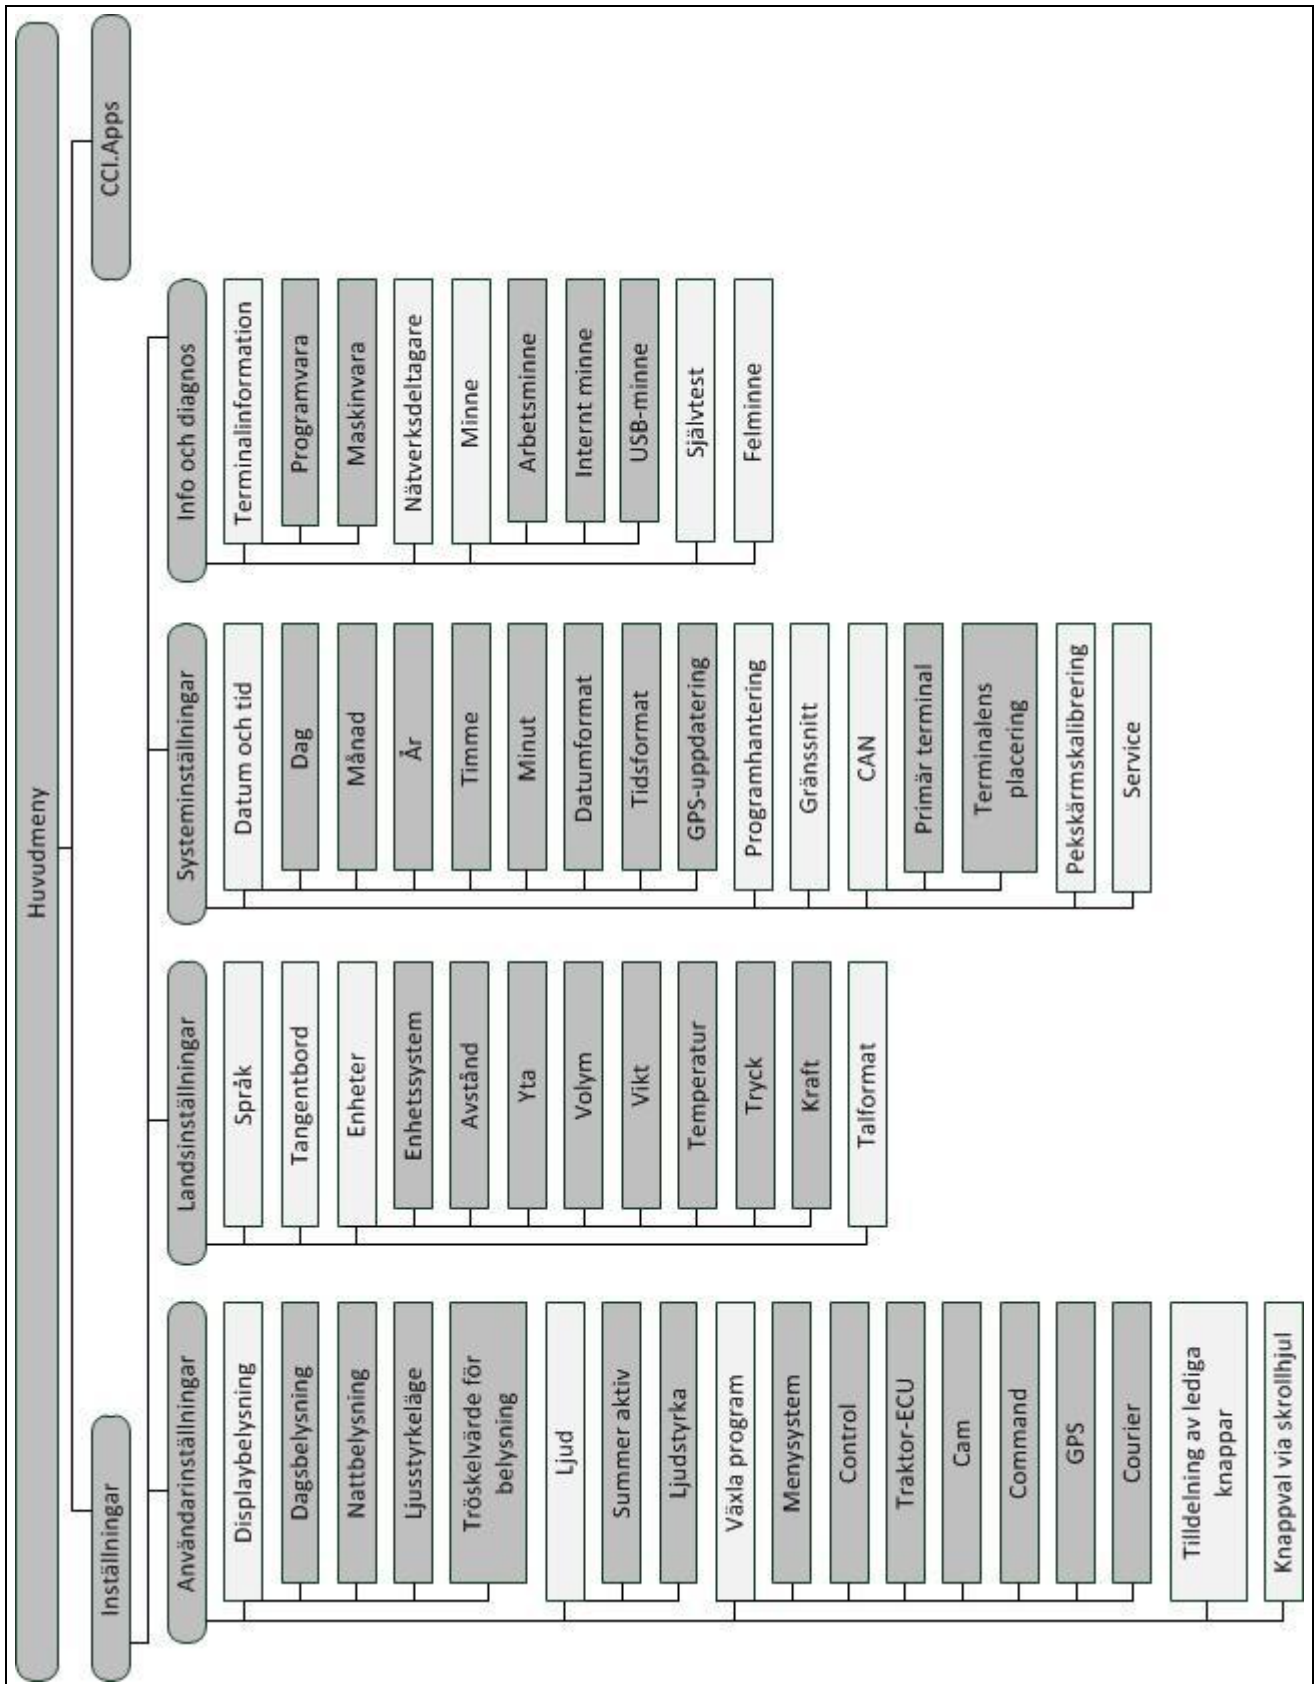 Huvudmeny
Inställningar
CCI.Apps
Användarinställningar
Displaybelysning
Dagsbelysning
Nattbelysning
Ljusstyrkeläge
Tröskelvärde för
belysning
Ljud
Summer aktiv
Ljudstyrka
Växla program
Menysystem
Control
Traktor-ECU
Cam
Command
GPS
Courier
Tilldelning av lediga
knappar
Knappval via skrollhjul
Landsinställningar
Språk
Tangentbord
Enheter
Enhetssystem
Avstånd
Yta
Volym
Vikt
Temperatur
Tryck
Kraft
Talformat
Systeminställningar
Datum och tid
Dag
Månad
År
Timme
Minut
Datumformat
Tidsformat
GPS-uppdatering
Programhantering
Gränssnitt
CAN
Primär terminal
Terminalens
placering
Pekskärmskalibrering
Service
Info och diagnos
Terminalinformation
Programvara
Maskinvara
Nätverksdeltagare
Minne
Arbetsminne
Internt minne
USB-minne
Självtest
Felminne